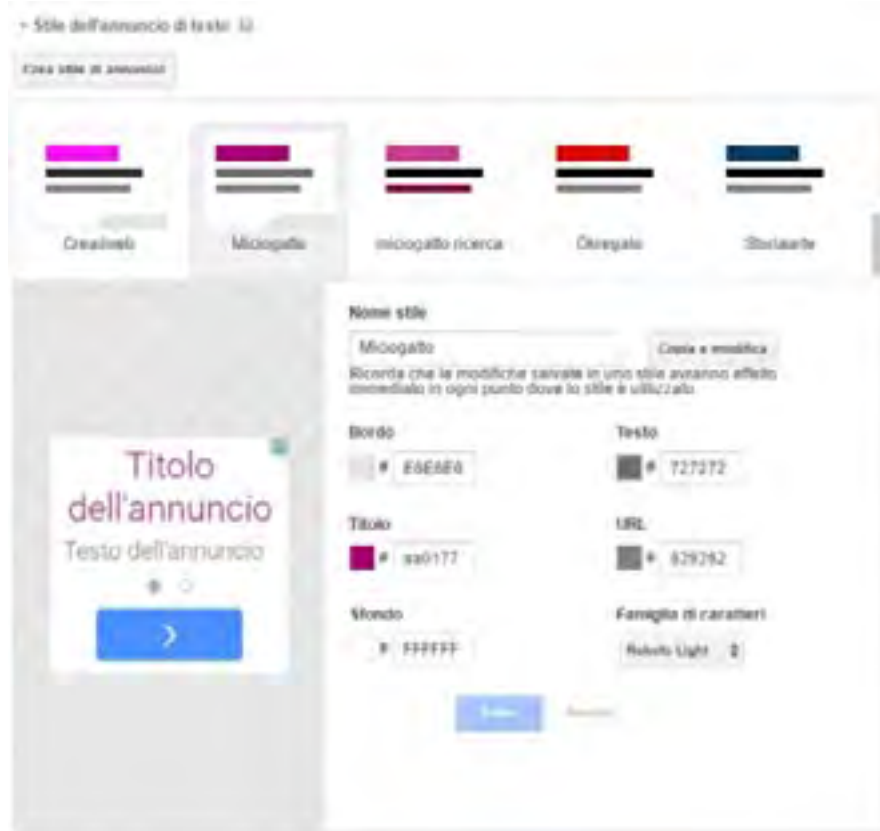 Stile dell'annuncio di testo
Crea stile di annunci
Creativeb
Miciogatto
miciogatto ricerca
Okregalo
Storiaarte
Nome stile
Miciogatto
Copia e modifica
Ricorda che le modifiche salvate in uno stile avranno effetto
immediato in ogni punto dove lo stile è utilizzato
Bordo
Testo
# E6E6E6
# 727272
Titolo
dell'annuncio
Testo dell'annuncio
Titolo
URL
# aa0177
# 828282
Sfondo
Famiglia di caratteri
# FFFFFF
Roboto Light